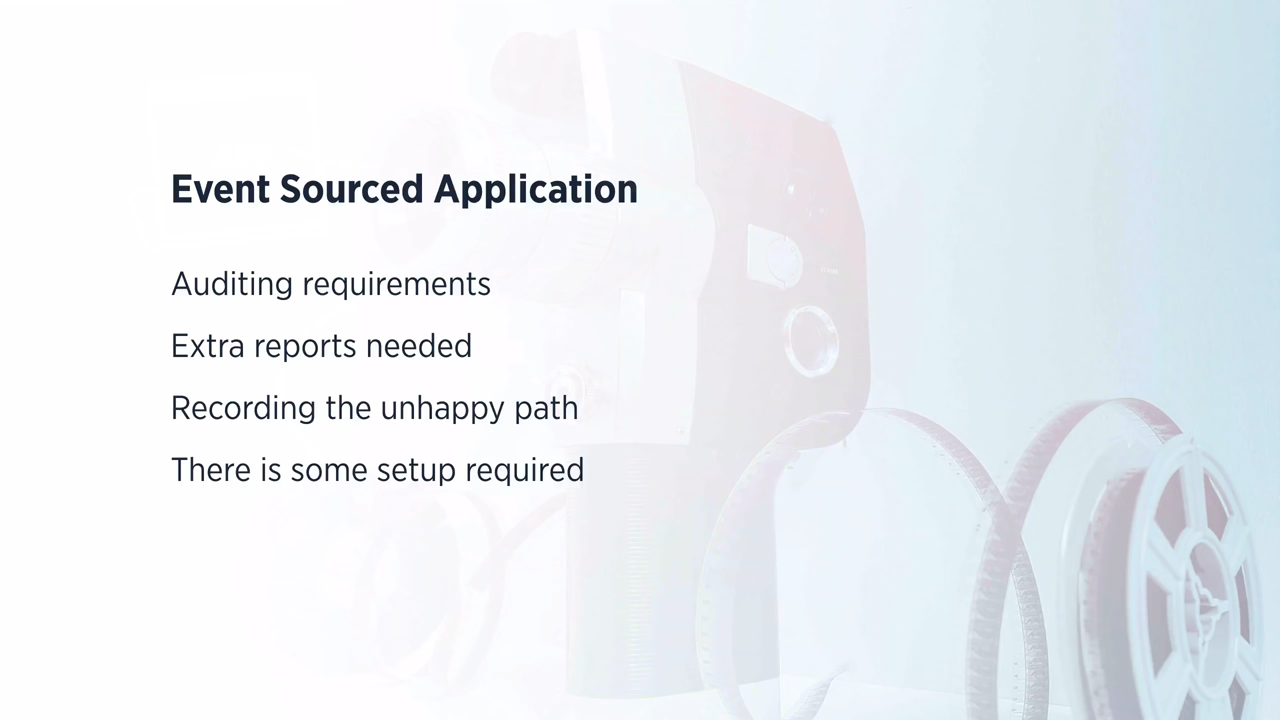 Event Sourced Application
Auditing requirements
Extra reports needed
Recording the unhappy path
There is some setup required